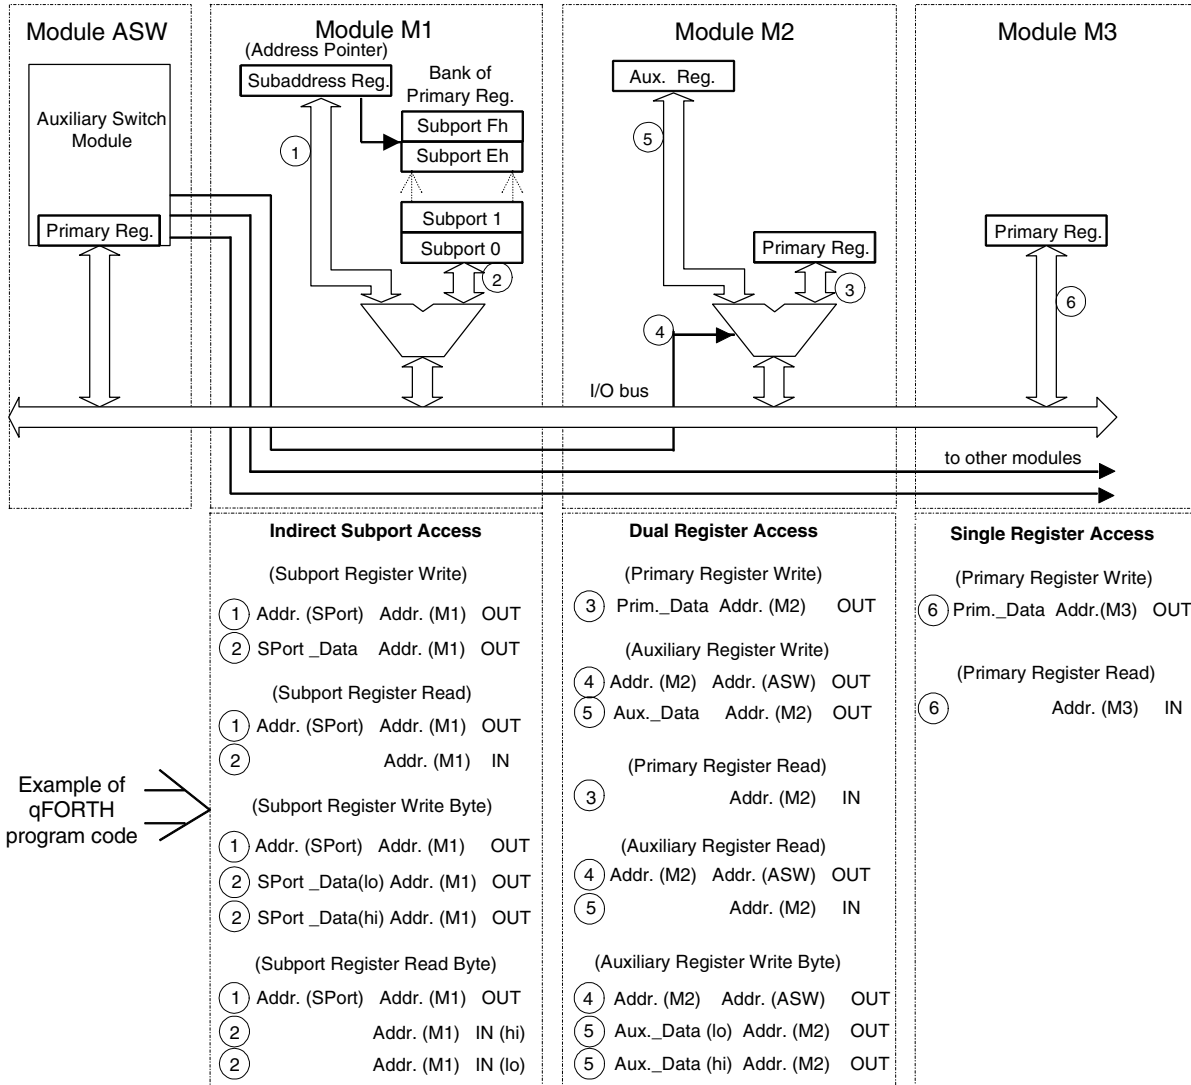 Module ASW
Auxiliary Switch
Module
Primary Reg.
Module M1
(Address Pointer)
Subaddress Reg.
Bank of
Primary Reg.
Subport Fh
Subport Eh
Subport 1
Subport 0
1
2
Module M2
Aux. Reg.
5
Primary Reg.
3
4
Module M3
Primary Reg.
6
I/O bus
to other modules
Example of
qFORTH
program code
Indirect Subport Access
(Subport Register Write)
1 Addr. (SPort) Addr. (M1) OUT
2 SPort _Data Addr. (M1) OUT
(Subport Register Read)
1 Addr. (SPort) Addr. (M1) OUT
2 Addr. (M1) IN
(Subport Register Write Byte)
1 Addr. (SPort) Addr. (M1) OUT
2 SPort _Data(lo) Addr. (M1) OUT
2 SPort _Data(hi) Addr. (M1) OUT
(Subport Register Read Byte)
1 Addr. (SPort) Addr. (M1) OUT
2 Addr. (M1) IN (hi)
2 Addr. (M1) IN (lo)
Dual Register Access
(Primary Register Write)
3 Prim._Data Addr. (M2) OUT
(Auxiliary Register Write)
4 Addr. (M2) Addr. (ASW) OUT
5 Aux._Data Addr. (M2) OUT
(Primary Register Read)
3 Addr. (M2) IN
(Auxiliary Register Read)
4 Addr. (M2) Addr. (ASW) OUT
5 Addr. (M2) IN
(Auxiliary Register Write Byte)
4 Addr. (M2) Addr. (ASW) OUT
5 Aux._Data (lo) Addr. (M2) OUT
5 Aux._Data (hi) Addr. (M2) OUT
Single Register Access
(Primary Register Write)
6 Prim._Data Addr.(M3) OUT
(Primary Register Read)
6 Addr. (M3) IN